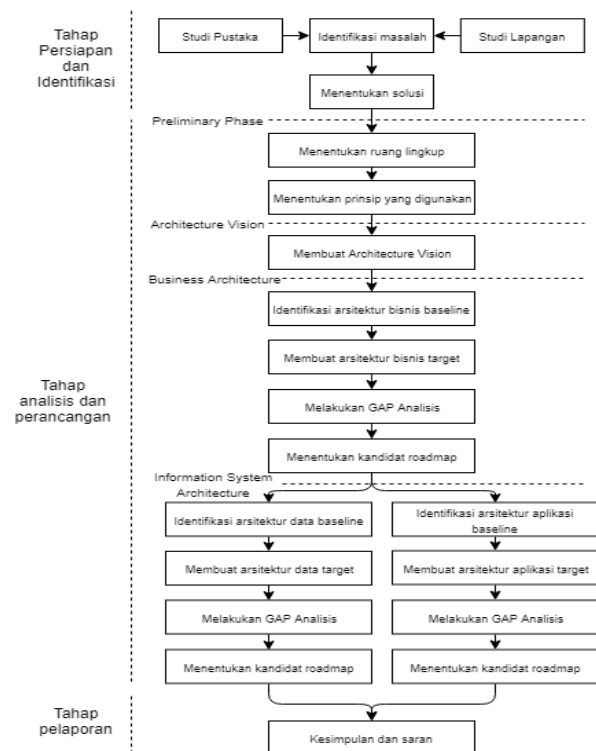 Tahap
Persiapan
dan
Identifikasi
Studi Pustaka
Identifikasi masalah
Studi Lapangan
Menentukan solusi
Preliminary Phase
Menentukan ruang lingkup
Menentukan prinsip yang digunakan
Architecture Vision
Membuat Architecture Vision
Business Architecture
Identifikasi arsitektur bisnis baseline
Membuat arsitektur bisnis target
Tahap
analisis dan
perancangan
Melakukan GAP Analisis
Menentukan kandidat roadmap
Information System
Architecture
Identifikasi arsitektur data baseline
Identifikasi arsitektur aplikasi
baseline
Membuat arsitektur data target
Membuat arsitektur aplikasi target
Melakukan GAP Analisis
Melakukan GAP Analisis
Menentukan kandidat roadmap
Menentukan kandidat roadmap
Tahap
pelaporan
Kesimpulan dan saran